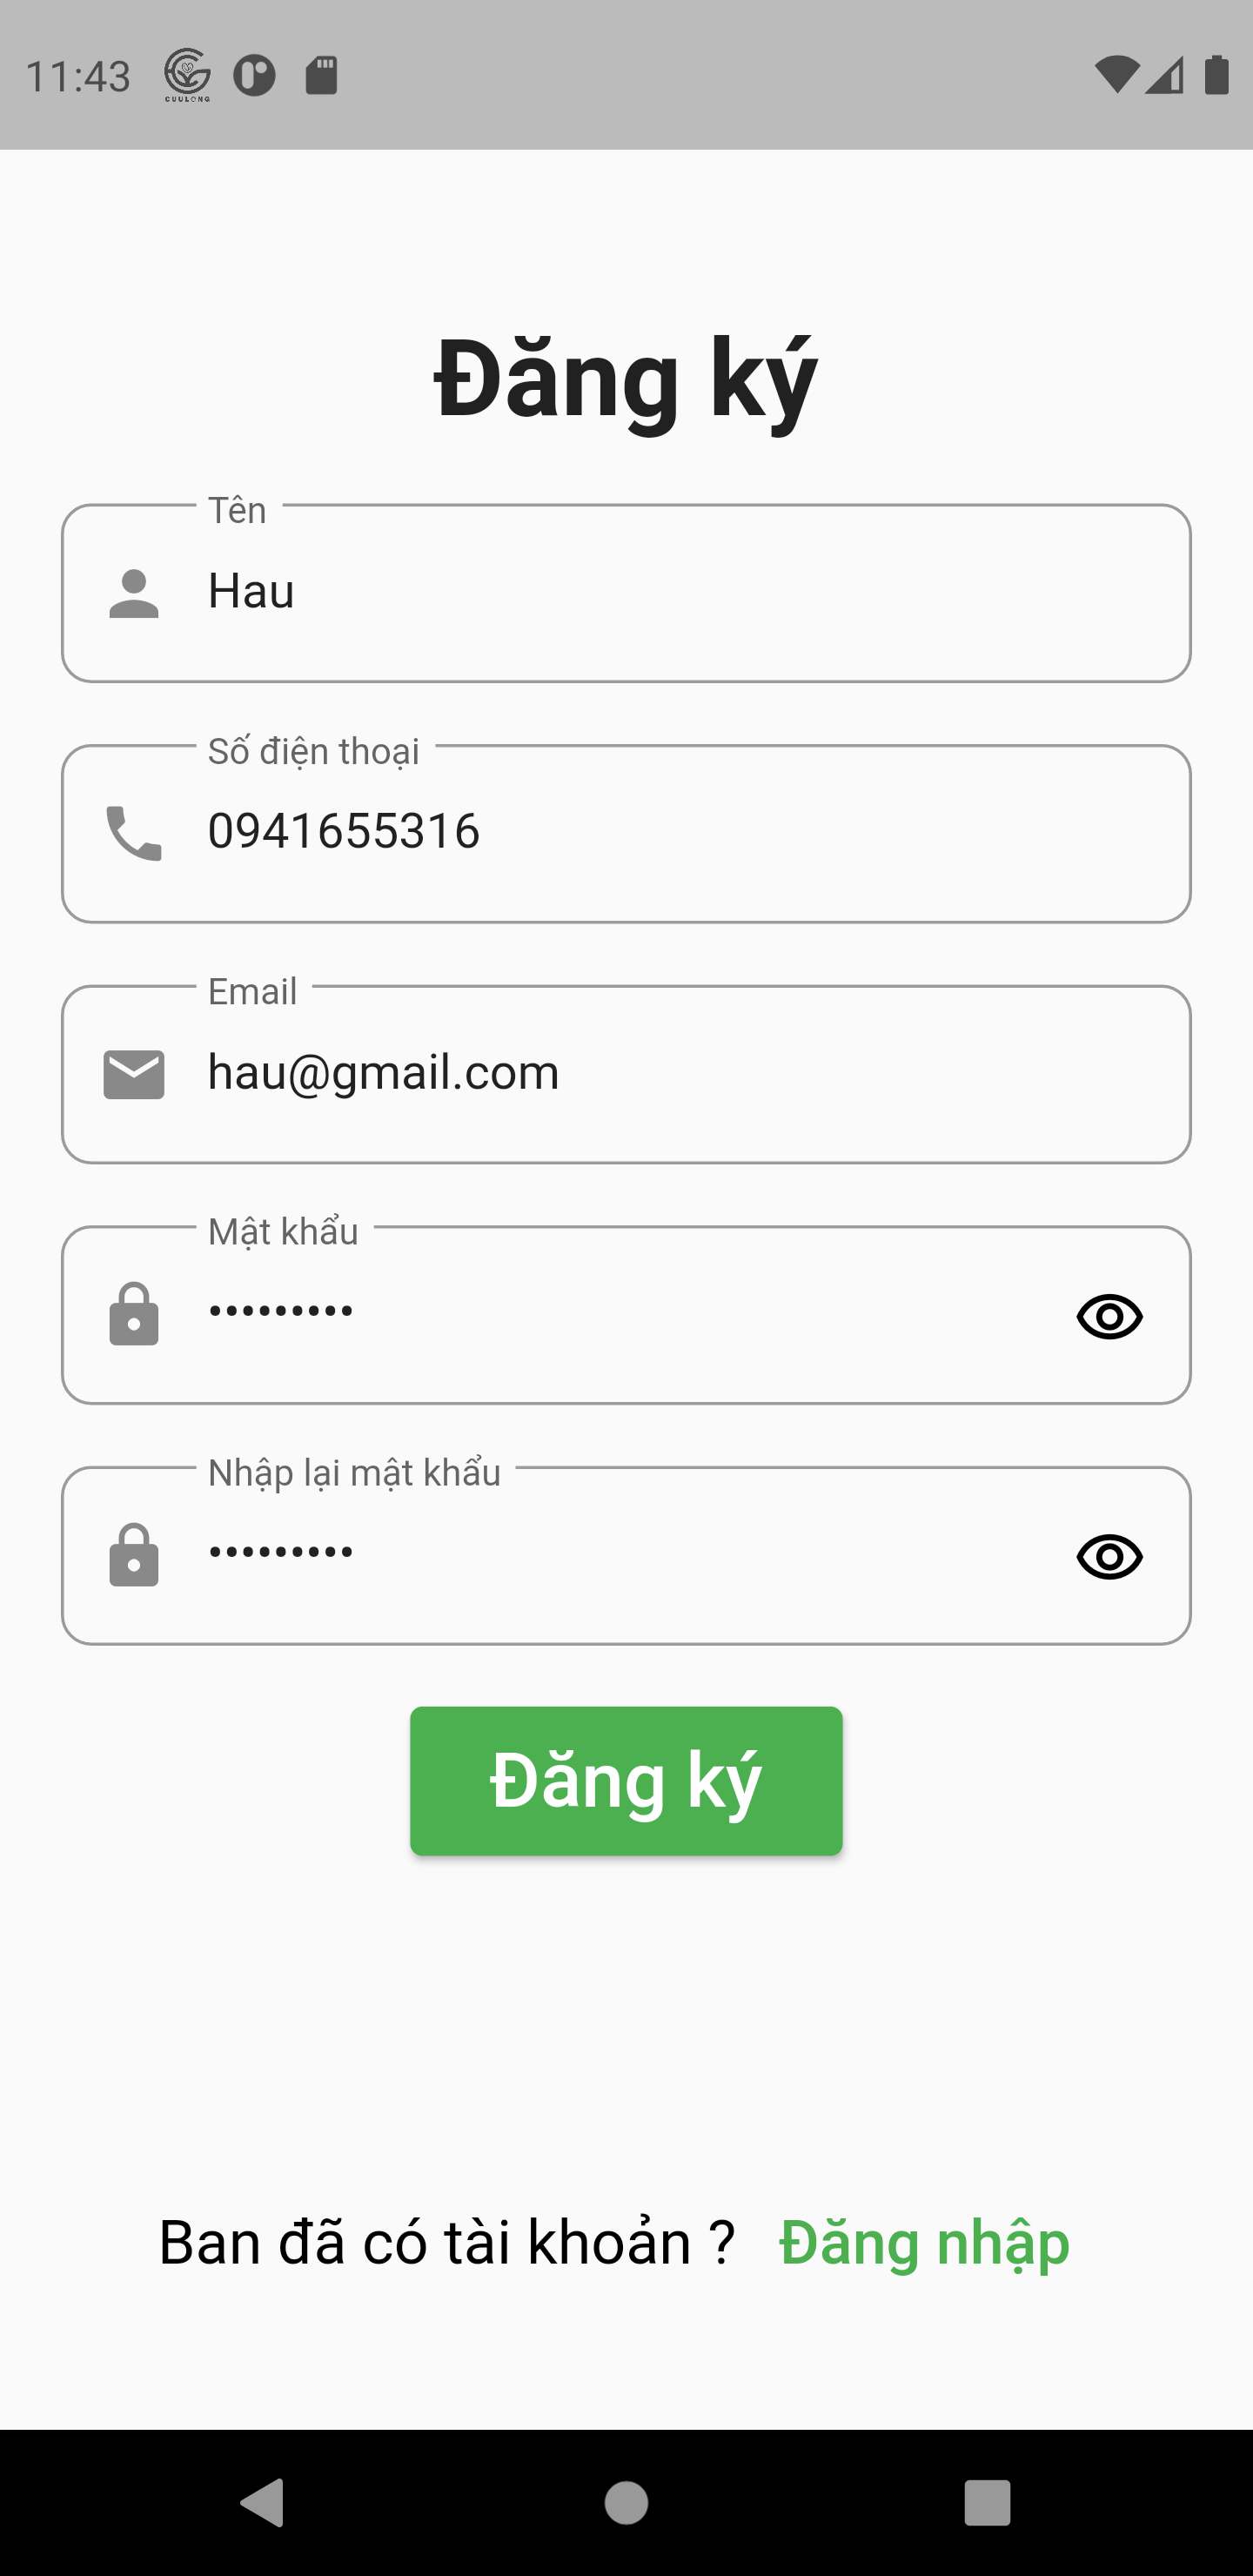 11:43
CUULONG
Đăng ký
Tên
Hau
Số điện thoại
0941655316
Email
hau@gmail.com
Mật khẩu
•••••••••
Nhập lại mật khẩu
•••••••••
Đăng ký
Ban đã có tài khoản ? Đăng nhập